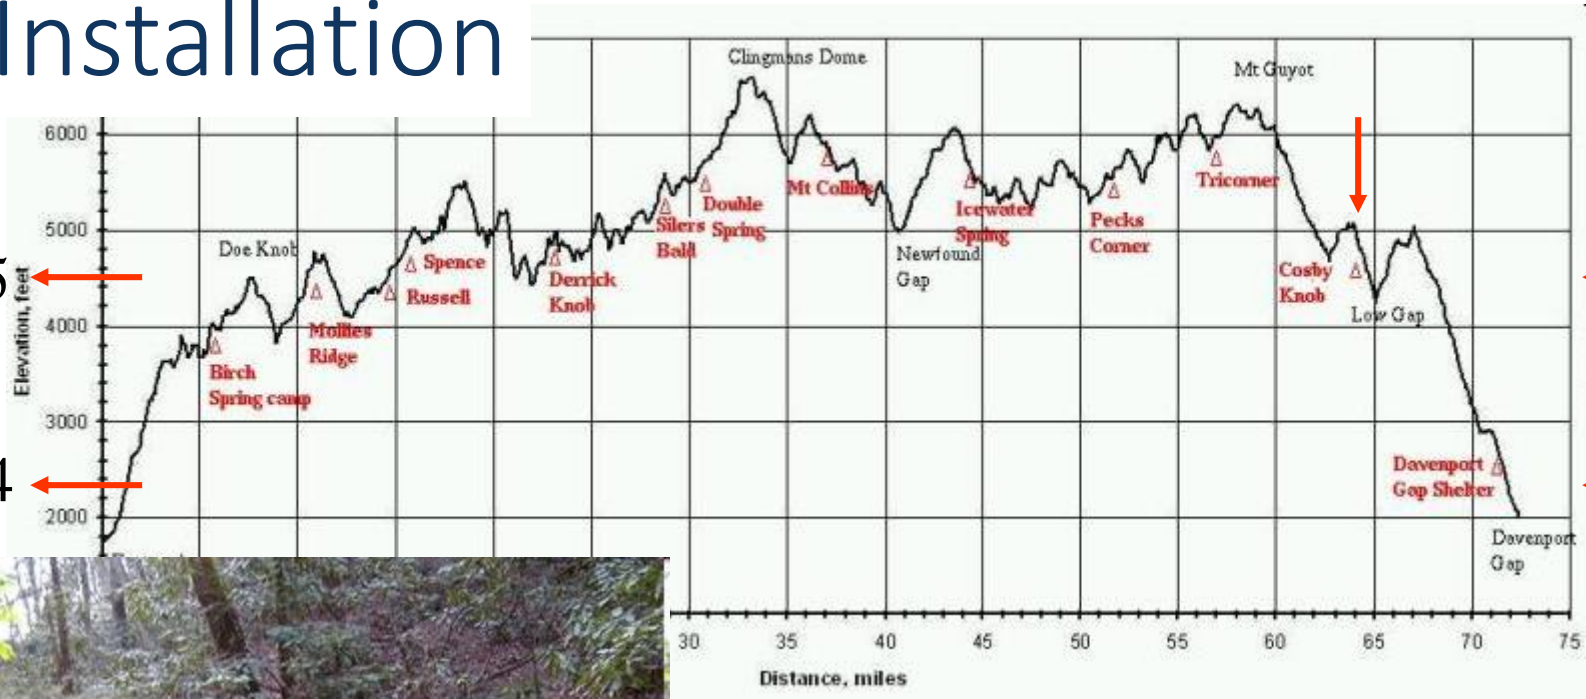 Installation
Clingmans Dome
Mt Guyot
6000
5000
4000
3000
2000
Elevation, feet
5
4
Doe Knob
Birch
Spring camp
Mollies
Ridge
Russell
Spence
Derrick
Knob
Silers
Bald
Double
Spring
Mt Collins
Newfound
Gap
Icewater
Spring
Pecks
Corner
Tricorner
Cosby
Knob
Low Gap
Davenport
Gap Shelter
Davenport
Gap
30 35 40 45 50 55 60 65 70 75
Distance, miles